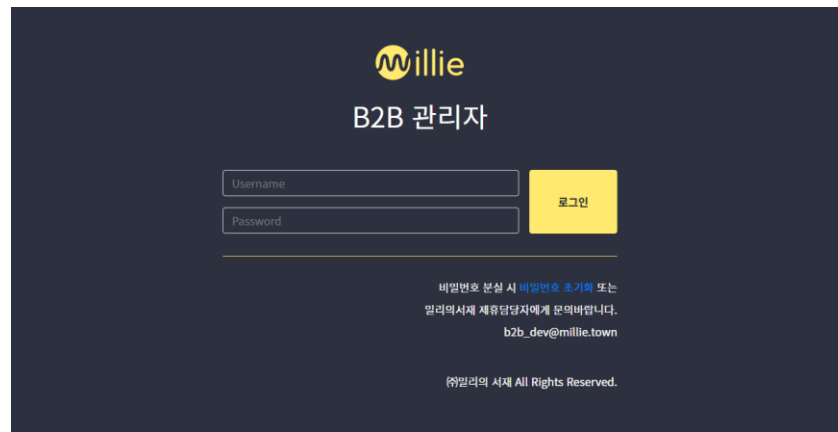 Millie
B2B 관리자
Username
Password
로그인
비밀번호 분실 시 비밀번호 초기화 또는
밀리의서재 제휴담당자에게 문의바랍니다.
b2b_dev@millie.town
㈜밀리의 서재 All Rights Reserved.